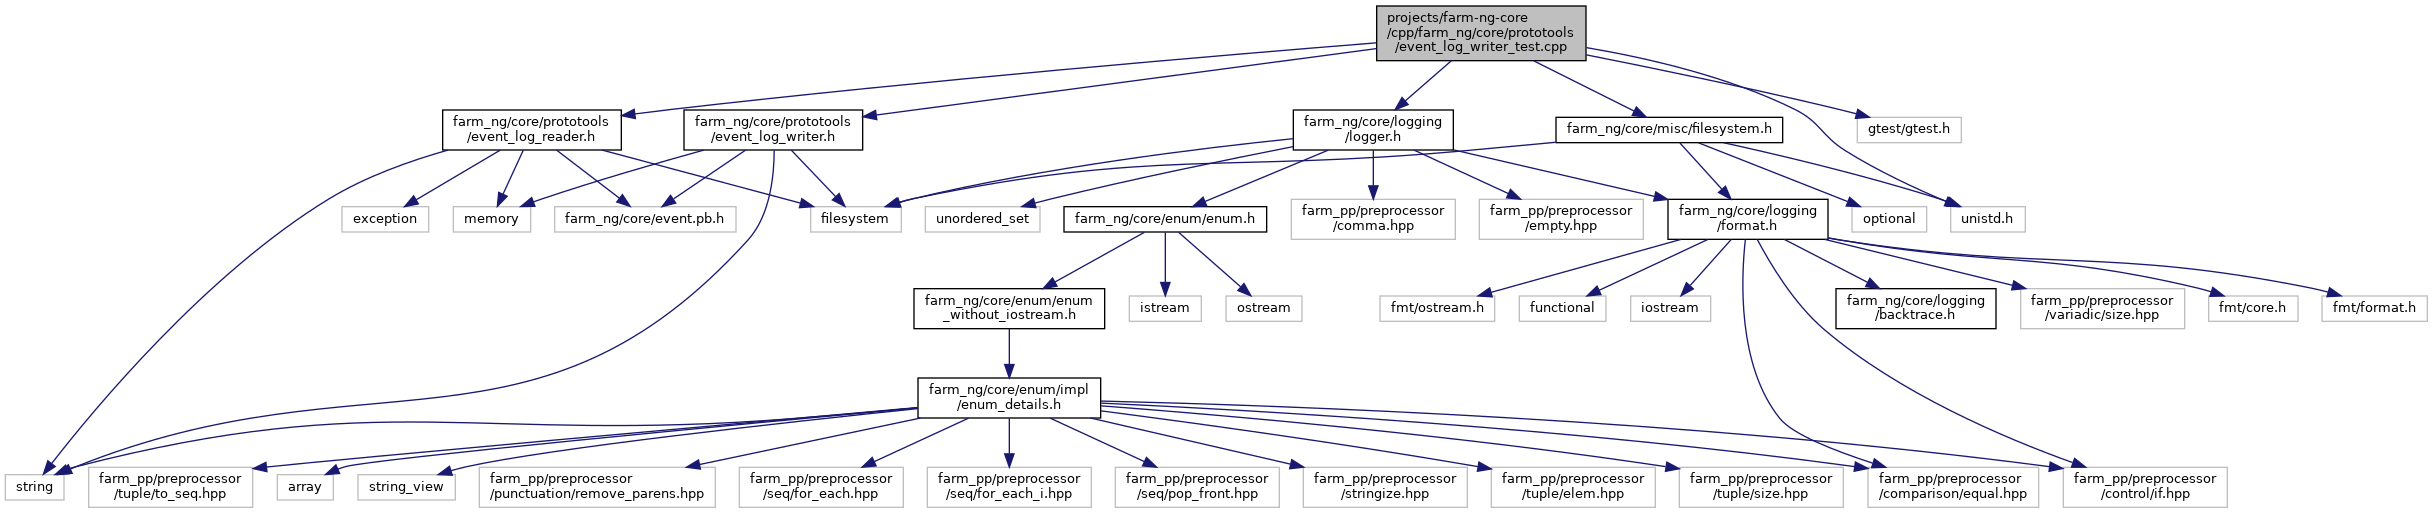 projects/farm-ng-core
/cpp/farm_ng/core/prototools
/event_log_writer_test.cpp
farm_ng/core/prototools
/event_log_reader.h
farm_ng/core/prototools
/event_log_writer.h
farm_ng/core/logging
/logger.h
farm_ng/core/misc/filesystem.h
gtest/gtest.h
exception
memory
farm_ng/core/event.pb.h
filesystem
unordered_set
farm_ng/core/enum/enum.h
farm_pp/preprocessor
/comma.hpp
farm_pp/preprocessor
/empty.hpp
farm_ng/core/logging
/format.h
optional
unistd.h
farm_ng/core/enum/enum
_without_iostream.h
istream
ostream
fmt/ostream.h
functional
iostream
farm_ng/core/logging
/backtrace.h
farm_pp/preprocessor
/variadic/size.hpp
fmt/core.h
fmt/format.h
farm_ng/core/enum/impl
/enum_details.h
string
farm_pp/preprocessor
/tuple/to_seq.hpp
array
string_view
farm_pp/preprocessor
/punctuation/remove_parens.hpp
farm_pp/preprocessor
/seq/for_each.hpp
farm_pp/preprocessor
/seq/for_each_i.hpp
farm_pp/preprocessor
/seq/pop_front.hpp
farm_pp/preprocessor
/stringize.hpp
farm_pp/preprocessor
/tuple/elem.hpp
farm_pp/preprocessor
/tuple/size.hpp
farm_pp/preprocessor
/comparison/equal.hpp
farm_pp/preprocessor
/control/if.hpp